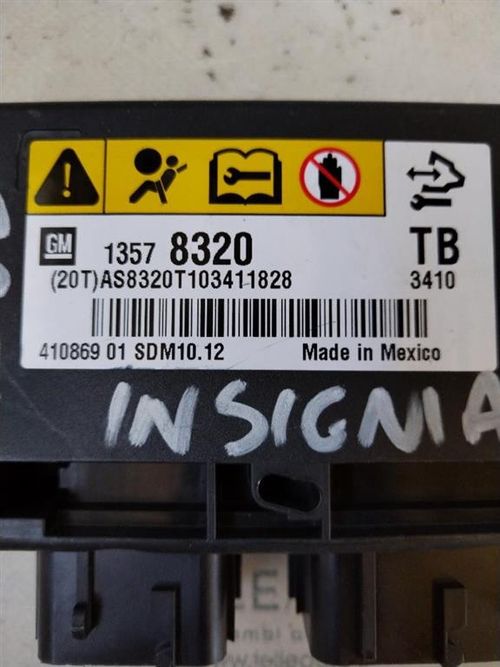 GM 1357 8320 TB
(20T)AS8320T103411828 3410
410869 01 SDM10.12 Made in Mexico
INSIGNIA